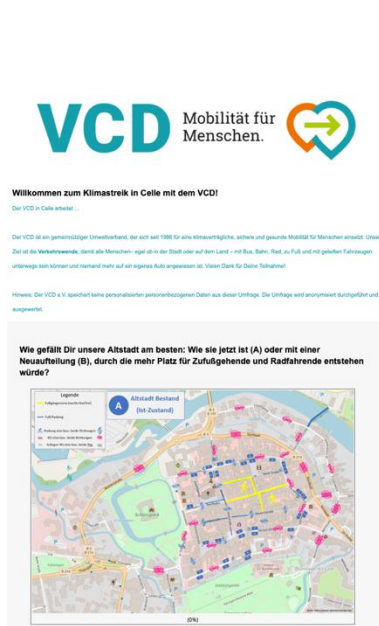 VCD Mobilität für
Menschen.
Willkommen zum Klimastreik in Celle mit dem VCD!
Der VCD in Celle arbeitet ...
Der VCD ist ein gemeinnütziger Umweltverband, der sich seit 1986 für eine klimaverträgliche, sichere und gesunde Mobilität für Menschen einsetzt. Unse
Ziel ist die Verkehrswende, damit alle Menschen– egal ob in der Stadt oder auf dem Land – mit Bus, Bahn, Rad, zu Fuß und mit geteilten Fahrzeugen
unterwegs sein können und niemand mehr auf ein eigenes Auto angewiesen ist. Vielen Dank für Deine Teilnahme!
Hinweis: Der VCD e.V. speichert keine personalisierten personenbezogenen Daten aus dieser Umfrage. Die Umfrage wird anonymisiert durchgeführt und
ausgewertet.
Wie gefällt Dir unsere Altstadt am besten: Wie sie jetzt ist (A) oder mit einer
Neuaufteilung (B), durch die mehr Platz für Zufußgehende und Radfahrende entstehen
würde?
Legende
A
Altstadt Bestand
(Ist-Zustand)
(0%)